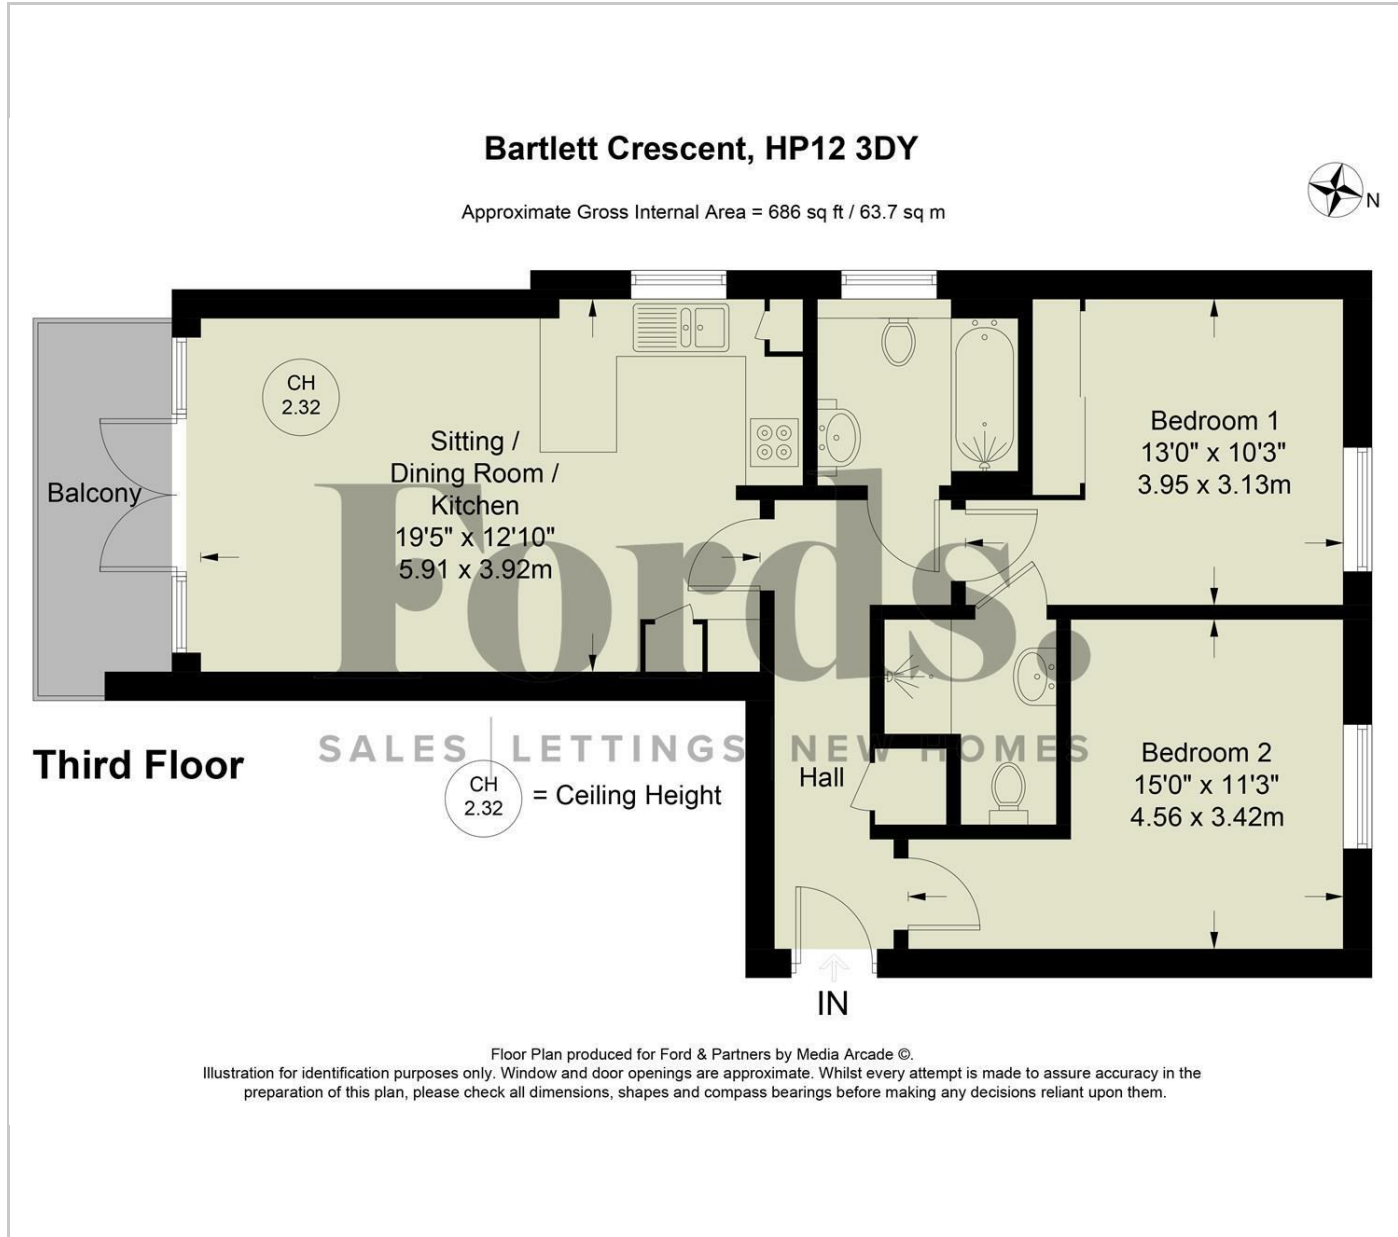 Bartlett Crescent, HP12 3DY
Approximate Gross Internal Area = 686 sq ft / 63.7 sq m
N
CH
2.32
Sitting /
Dining Room /
Kitchen
19'5" x 12'10"
5.91 x 3.92m
Balcony
Bedroom 1
13'0" x 10'3"
3.95 x 3.13m
Fords.
SALES | LETTINGS | NEW HOMES
Third Floor
CH
2.32
= Ceiling Height
Hall
Bedroom 2
15'0" x 11'3"
4.56 x 3.42m
IN
Floor Plan produced for Ford & Partners by Media Arcade ©.
Illustration for identification purposes only. Window and door openings are approximate. Whilst every attempt is made to assure accuracy in the
preparation of this plan, please check all dimensions, shapes and compass bearings before making any decisions reliant upon them.